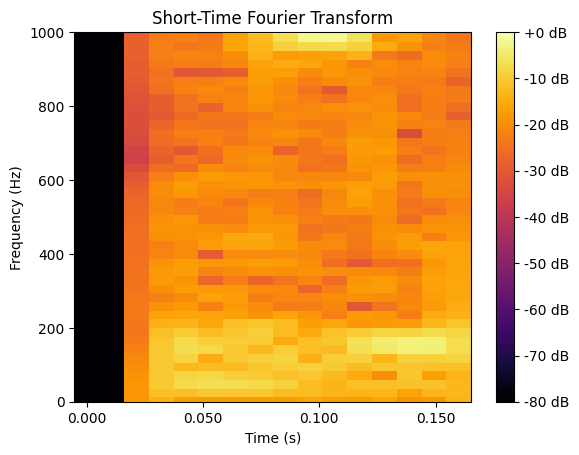 Short-Time Fourier Transform
1000
800
600
400
200
0
Frequency (Hz)
0.000
0.050
0.100
0.150
Time (s)
+0 dB
-10 dB
-20 dB
-30 dB
-40 dB
-50 dB
-60 dB
-70 dB
-80 dB